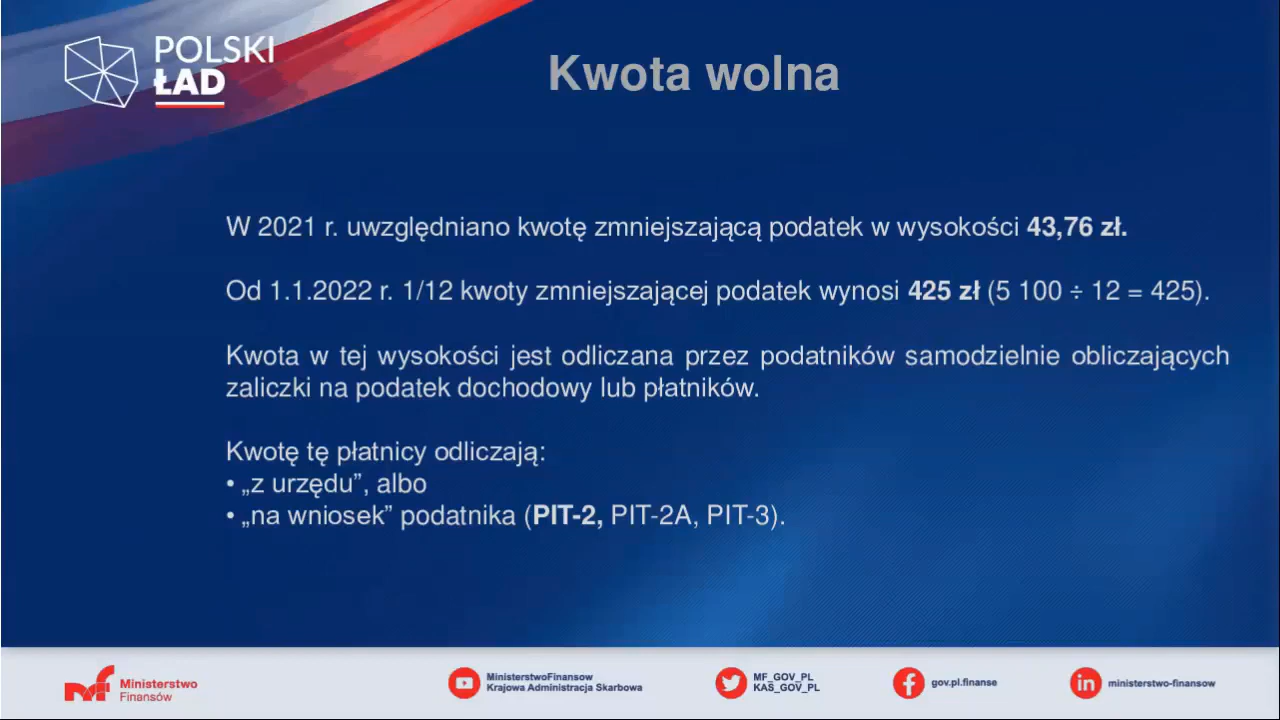 POLSKI
ŁAD
Kwota wolna
W 2021 r. uwzględniano kwotę zmniejszającą podatek w wysokości 43,76 zł.
Od 1.1.2022 r. 1/12 kwoty zmniejszającej podatek wynosi 425 zł (5 100 ÷ 12 = 425).
Kwota w tej wysokości jest odliczana przez podatników samodzielnie obliczających
zaliczki na podatek dochodowy lub płatników.
Kwotę tę płatnicy odliczają:
• „z urzędu”, albo
• „na wniosek” podatnika (PIT-2, PIT-2A, PIT-3).
Ministerstwo
Finansów
MinisterstwoFinansow
Krajowa Administracja Skarbowa
MF_GOV_PL
KAS_GOV_PL
gov.pl.finanse
in
ministerstwo-finansow